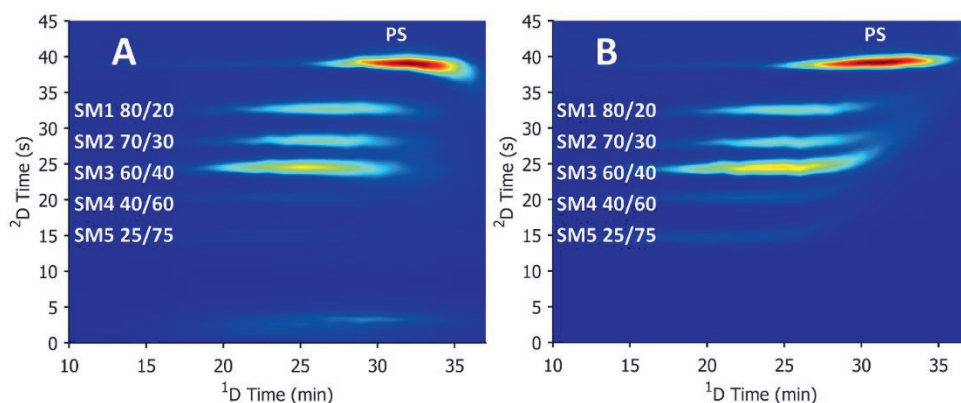 45
40
35
30
25
20
15
10
5
0
A
PS
SM1 80/20
SM2 70/30
SM3 60/40
SM4 40/60
SM5 25/75
²D Time (s)
10 15 20 25 30 35
¹D Time (min)
45
40
35
30
25
20
15
10
5
0
B
PS
SM1 80/20
SM2 70/30
SM3 60/40
SM4 40/60
SM5 25/75
²D Time (s)
10 15 20 25 30 35
¹D Time (min)